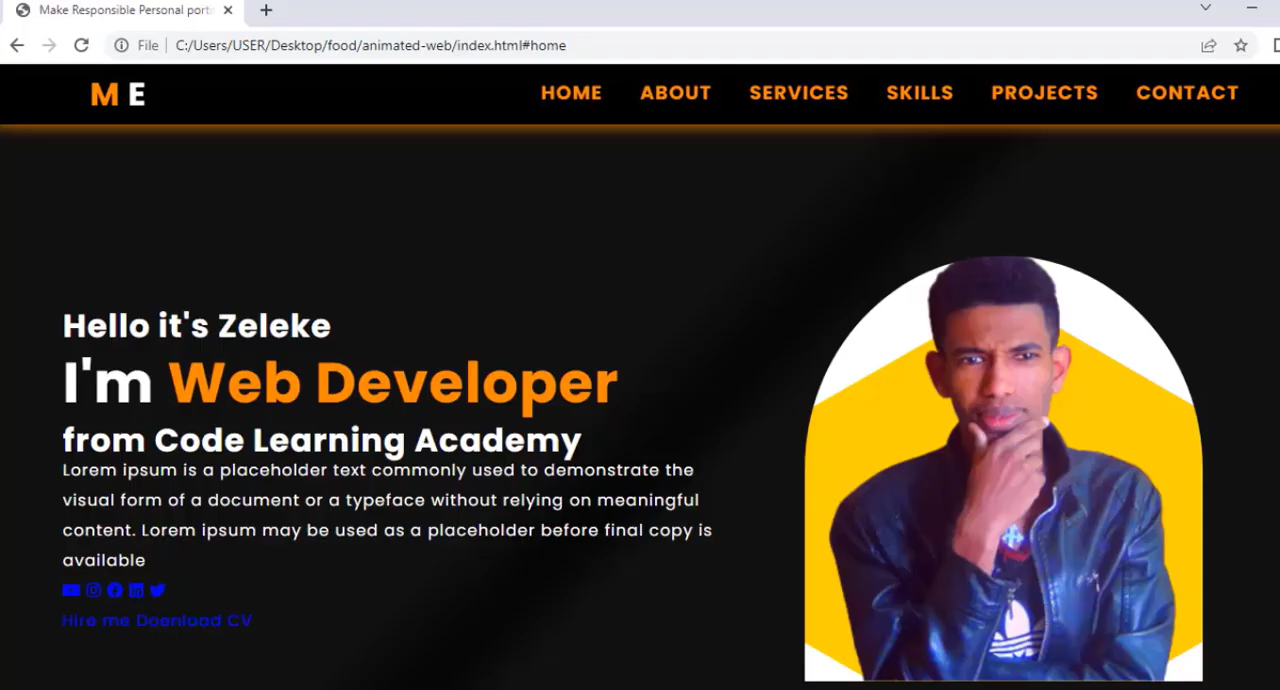 Make Responsible Personal port
File C:/Users/USER/Desktop/food/animated-web/index.html#home
M E HOME ABOUT SERVICES SKILLS PROJECTS CONTACT
Hello it's Zeleke
I'm Web Developer
from Code Learning Academy
Lorem ipsum is a placeholder text commonly used to demonstrate the
visual form of a document or a typeface without relying on meaningful
content. Lorem ipsum may be used as a placeholder before final copy is
available
Hire me Doenload CV